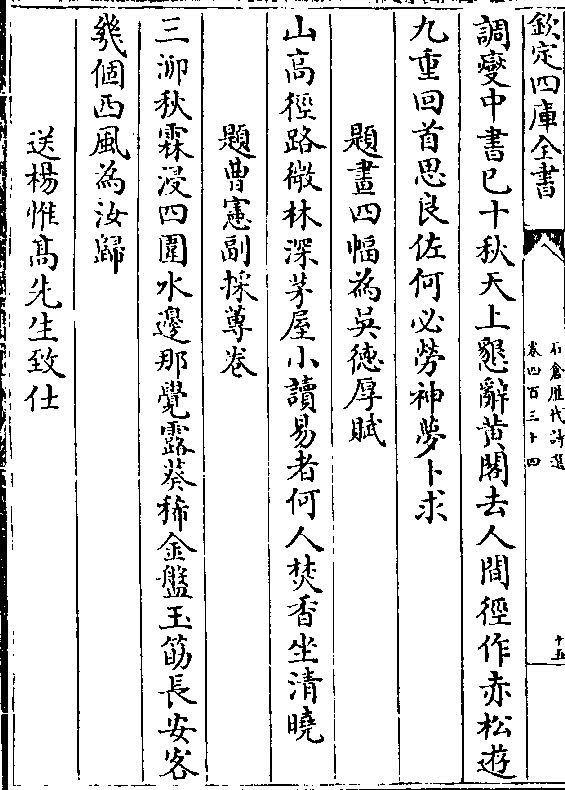 欽定四庫全書
石倉歷代詩選
卷四百三十四
十五
調燮中書已十秋天上懇辭黄閣去人間徑作赤松遊
九重回首思良佐何必勞神夢卜求
題畫四幅為吳徳厚賦
山高徑路微林深茅屋小讀易者何人焚香坐清曉
題曹憲副採蓴卷
三泖秋霖浸四圍水邊那覺露葵稀金盤玉筯長安客
幾個西風為汝歸
送楊惟髙先生致仕